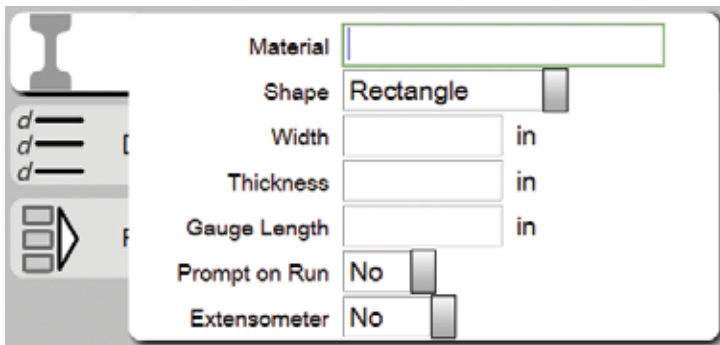 Material
Shape Rectangle
Width in
d
d
d
Thickness in
Gauge Length in
Prompt on Run No
Extensometer No